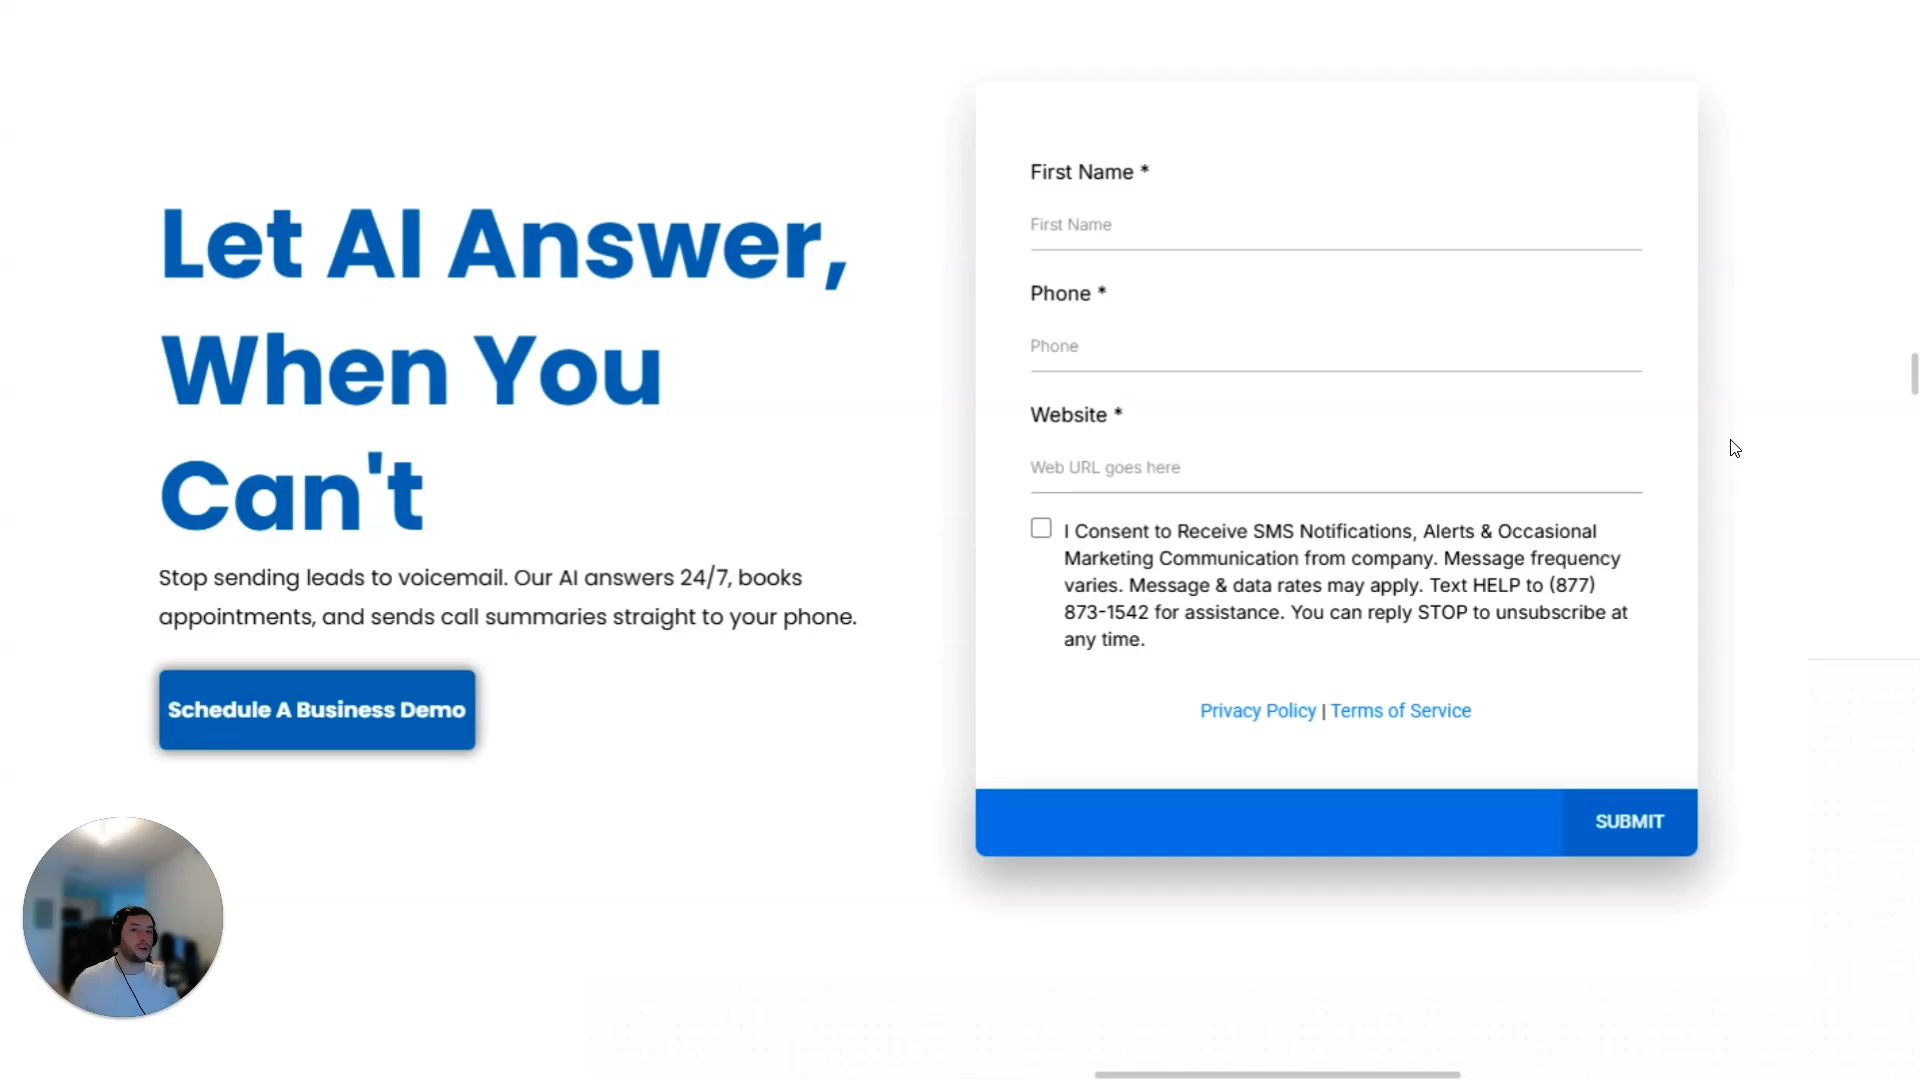 Let AI Answer,
When You
Can't
Stop sending leads to voicemail. Our AI answers 24/7, books
appointments, and sends call summaries straight to your phone.
Schedule A Business Demo
First Name *
First Name
Phone *
Phone
Website *
Web URL goes here
I Consent to Receive SMS Notifications, Alerts & Occasional
Marketing Communication from company. Message frequency
varies. Message & data rates may apply. Text HELP to (877)
873-1542 for assistance. You can reply STOP to unsubscribe at
any time.
Privacy Policy | Terms of Service
SUBMIT